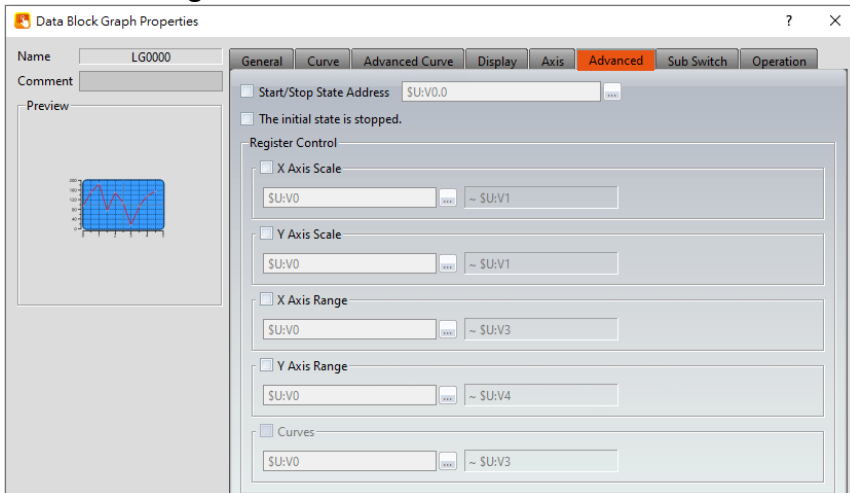 Data Block Graph Properties ? ×
Name LG0000
Comment
Preview
General Curve Advanced Curve Display Axis Advanced Sub Switch Operation
Start/Stop State Address $U:V0.0 ...
The initial state is stopped.
Register Control
X Axis Scale
$U:V0 ... ~ $U:V1
Y Axis Scale
$U:V0 ... ~ $U:V1
X Axis Range
$U:V0 ... ~ $U:V3
Y Axis Range
$U:V0 ... ~ $U:V4
Curves
$U:V0 ... ~ $U:V3